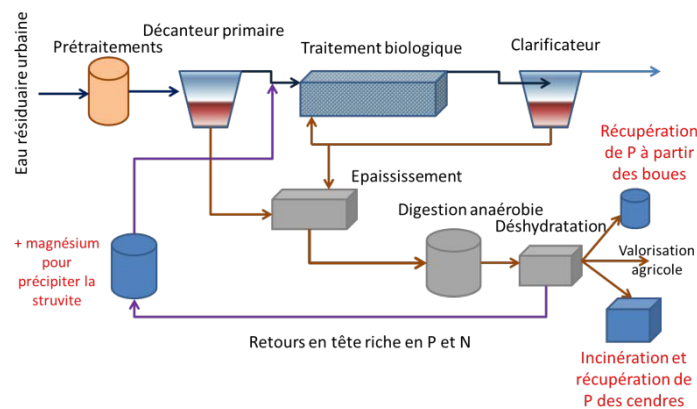 Eau résiduaire urbaine
Prétraitements
Décanteur primaire
Traitement biologique
Clarificateur
Récupération
de P à partir
des boues
Epaississement
Digestion anaérobie
Déshydratation
+ magnésium
pour
précipiter la
struvite
Valorisation
agricole
Retours en tête riche en P et N
Incinération et
récupération de
P des cendres